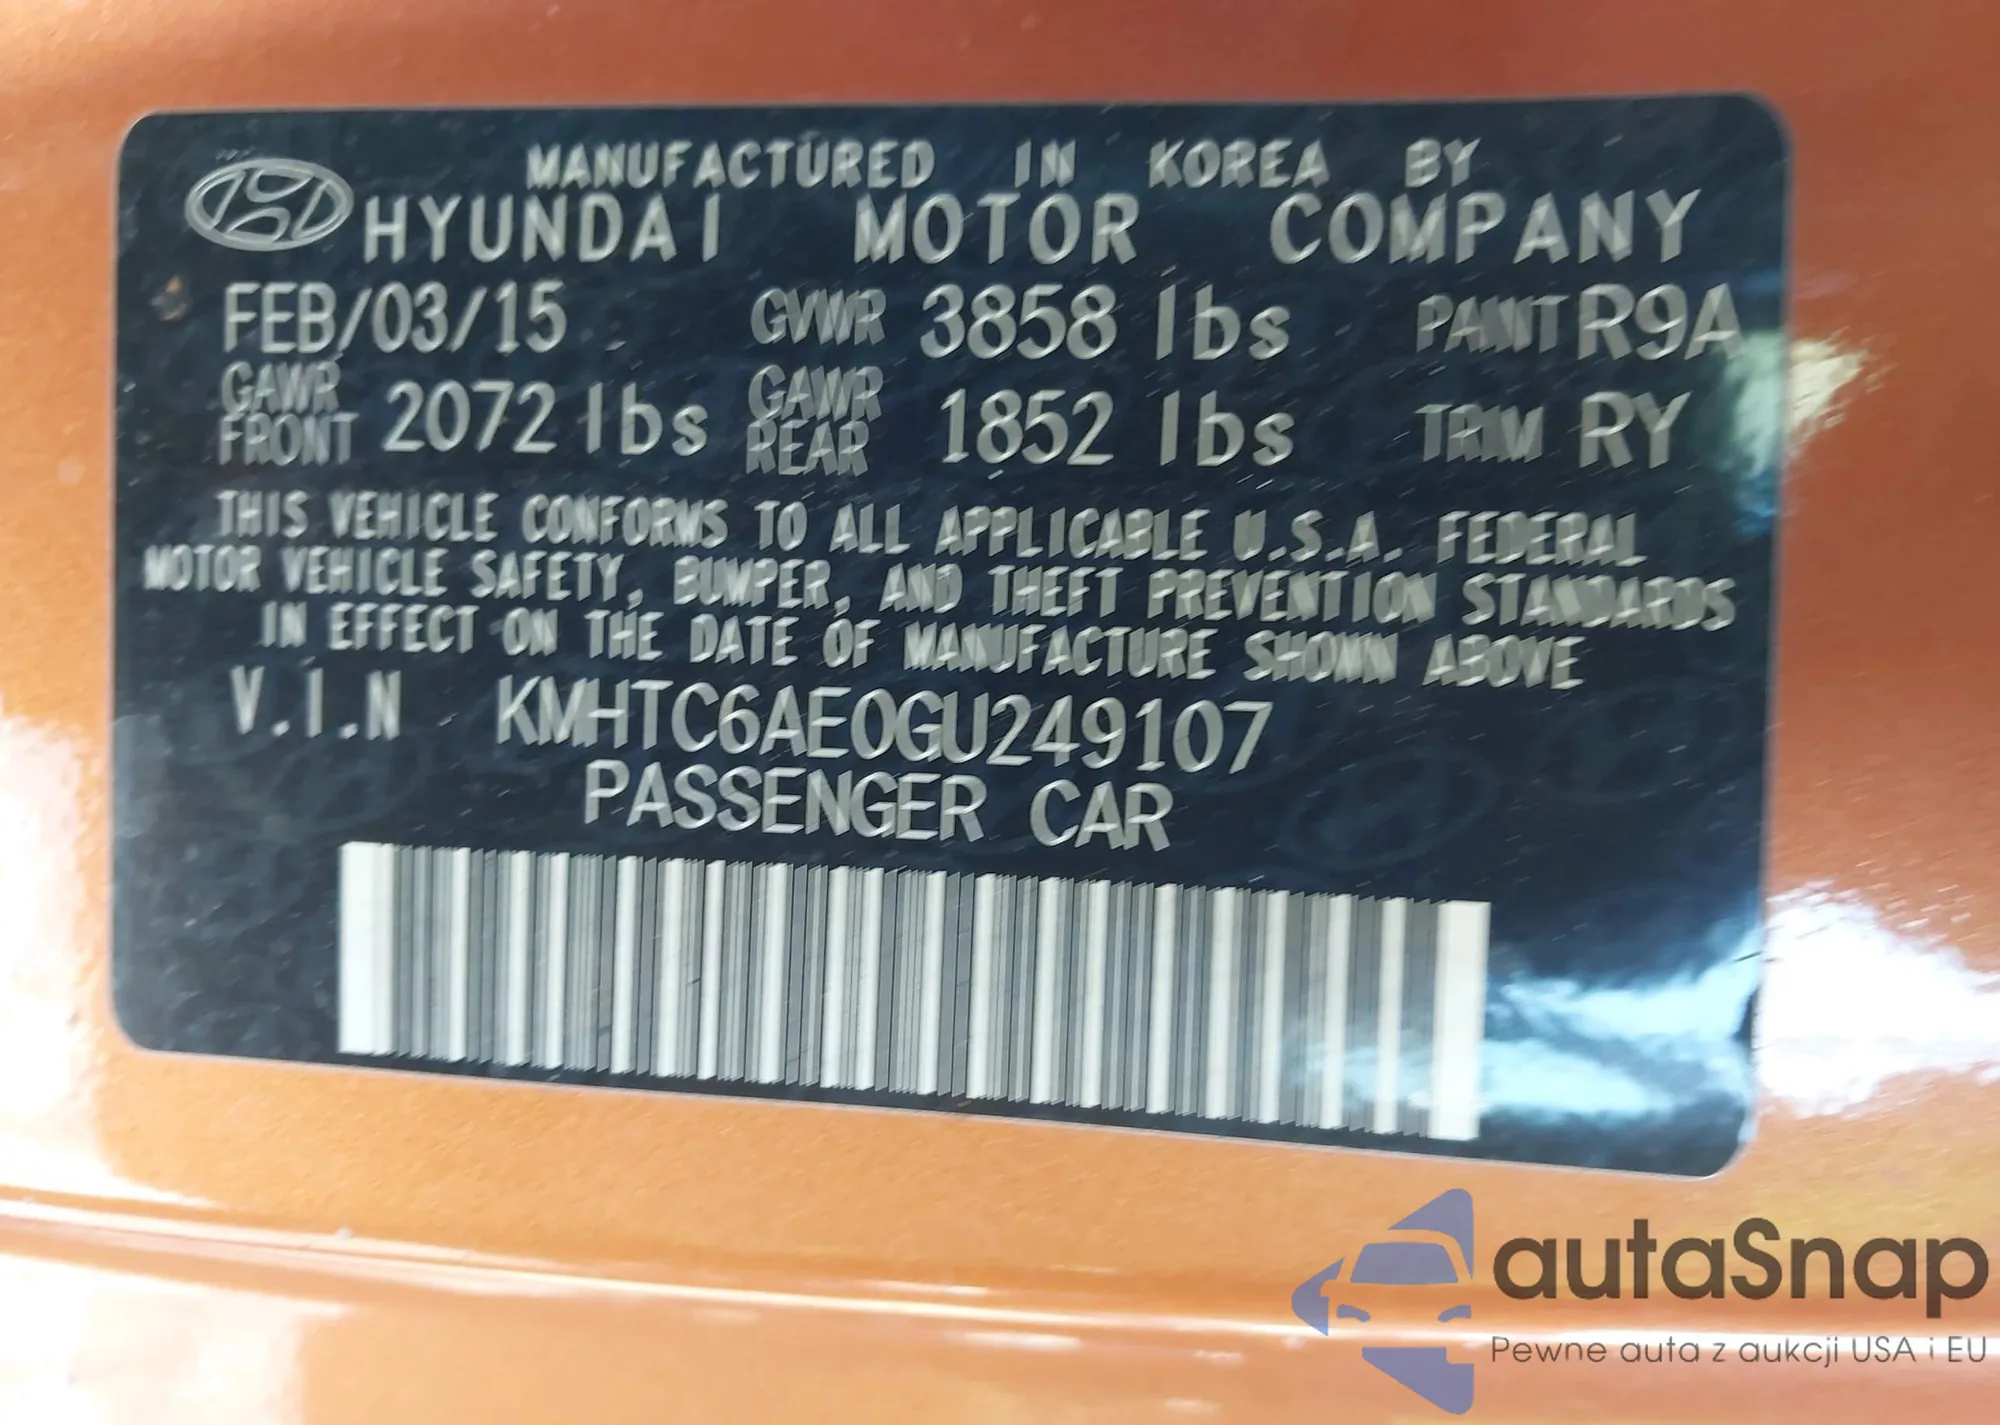 MANUFACTURED IN KOREA BY
HYUNDAI MOTOR COMPANY
FEB/03/15 GVWR 3858 lbs PAINT R9A
GAWR FRONT 2072 lbs GAWR REAR 1852 lbs TRIM RY
THIS VEHICLE CONFORMS TO ALL APPLICABLE U.S.A. FEDERAL
MOTOR VEHICLE SAFETY, BUMPER, AND THEFT PREVENTION STANDARDS
IN EFFECT ON THE DATE OF MANUFACTURE SHOWN ABOVE
V.I.N KMHTC6AE0GU249107
PASSENGER CAR
autaSnap
Pewne auta z aukcji USA i EU